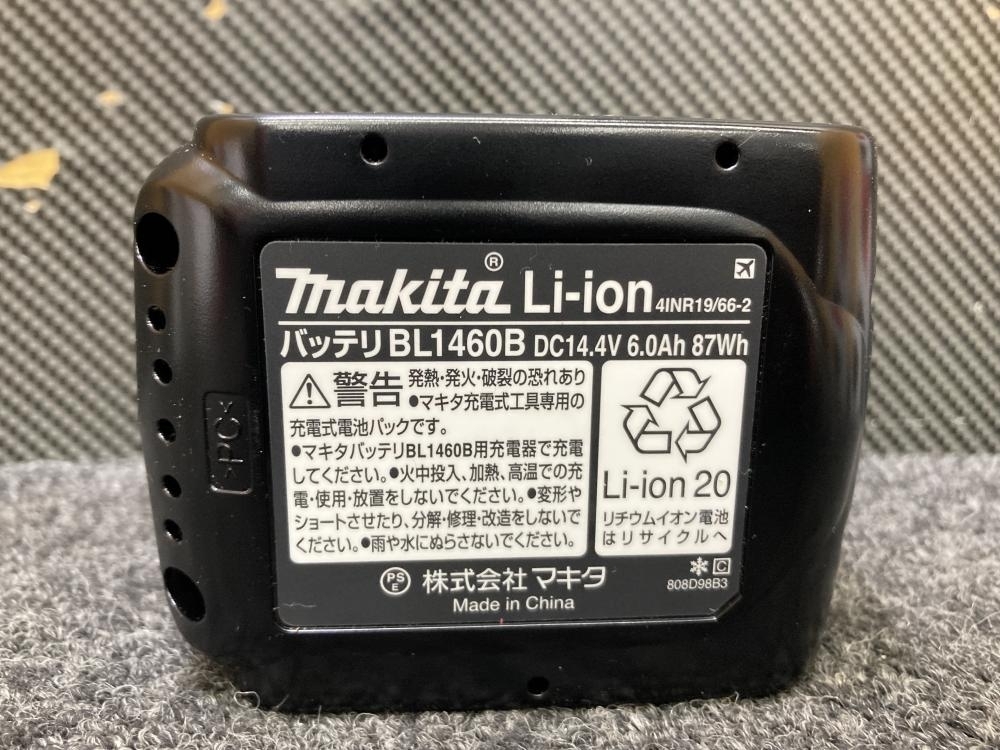 makita® Li-ion 4INR19/66-2
バッテリ BL1460B DC14.4V 6.0Ah 87Wh
警告 発熱・発火・破裂の恐れあり
●マキタ充電式工具専用の
充電式電池パックです。
●マキタバッテリBL1460B用充電器で充電
してください。●火中投入、加熱、高温での充
電・使用・放置をしないでください。●変形や
ショートさせたり、分解・修理・改造をしないで
ください。●雨や水にぬらさないでください。
Li-ion 20
リチウムイオン電池
はリサイクルへ
PS
E
株式会社 マキタ
Made in China
C
808D98B3
>PC<